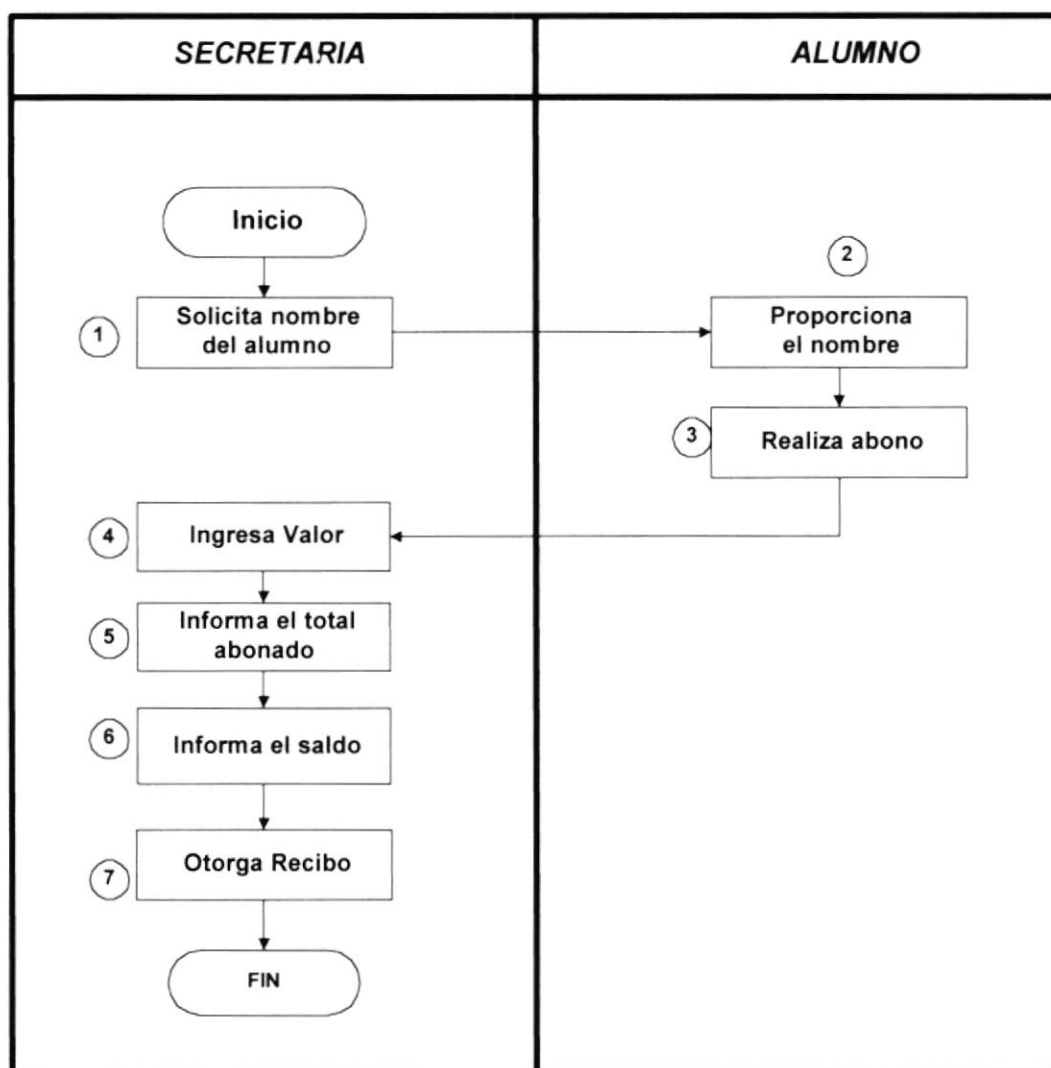 SECRETARIA
ALUMNO
Inicio
1
Solicita nombre
del alumno
2
Proporciona
el nombre
3
Realiza abono
4
Ingresa Valor
5
Informa el total
abonado
6
Informa el saldo
7
Otorga Recibo
FIN